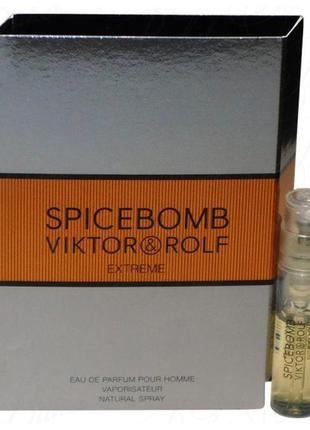 SPICEBOMB
VIKTOR&ROLF
EXTREME
EAU DE PARFUM POUR HOMME
VAPORISATEUR
NATURAL SPRAY
SPICEBOMB
VIKTOR&ROLF